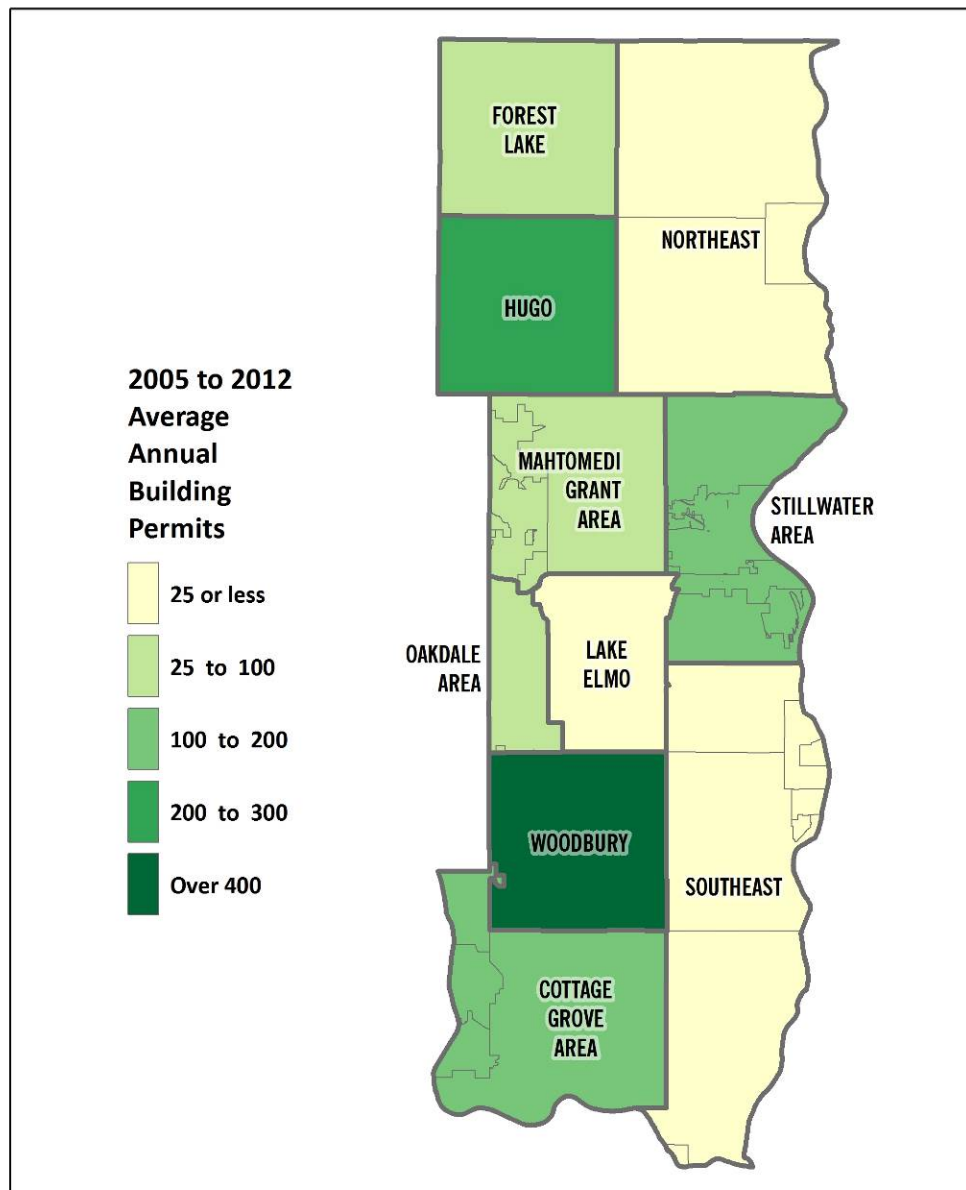 FOREST
LAKE
NORTHEAST
HUGO
2005 to 2012
Average
Annual
Building
Permits
25 or less
25 to 100
100 to 200
200 to 300
Over 400
MAHTOMEDI
GRANT
AREA
STILLWATER
AREA
OAKDALE
AREA
LAKE
ELMO
WOODBURY
SOUTHEAST
COTTAGE
GROVE
AREA